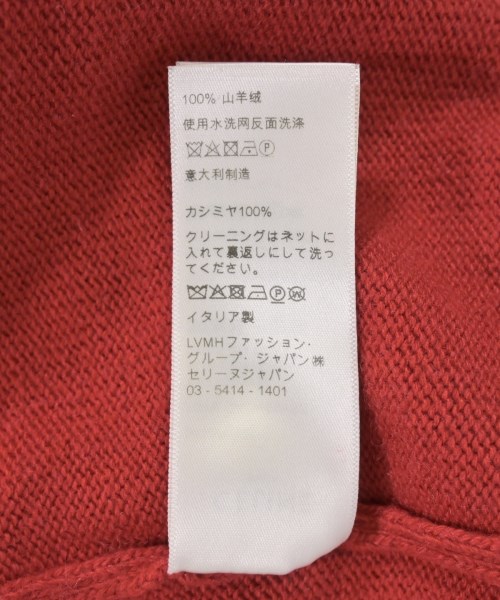 100% 山羊绒
使用水洗网反面洗涤
意大利制造
カシミヤ100%
クリーニングはネットに
入れて裏返しにして洗っ
てください。
イタリア製
LVMHファッション・
グループ・ジャパン㈱
セリーヌジャパン
03 - 5414 - 1401